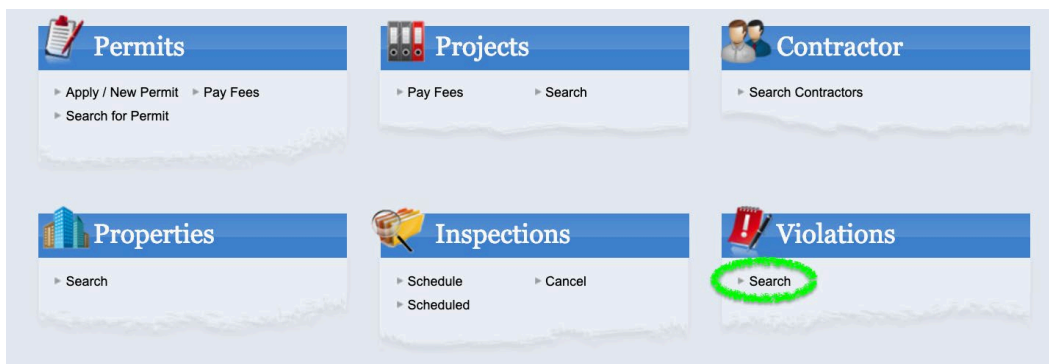 Permits
Apply / New Permit Pay Fees
Search for Permit
Projects
Pay Fees Search
Contractor
Search Contractors
Properties
Search
Inspections
Schedule Cancel
Scheduled
Violations
Search